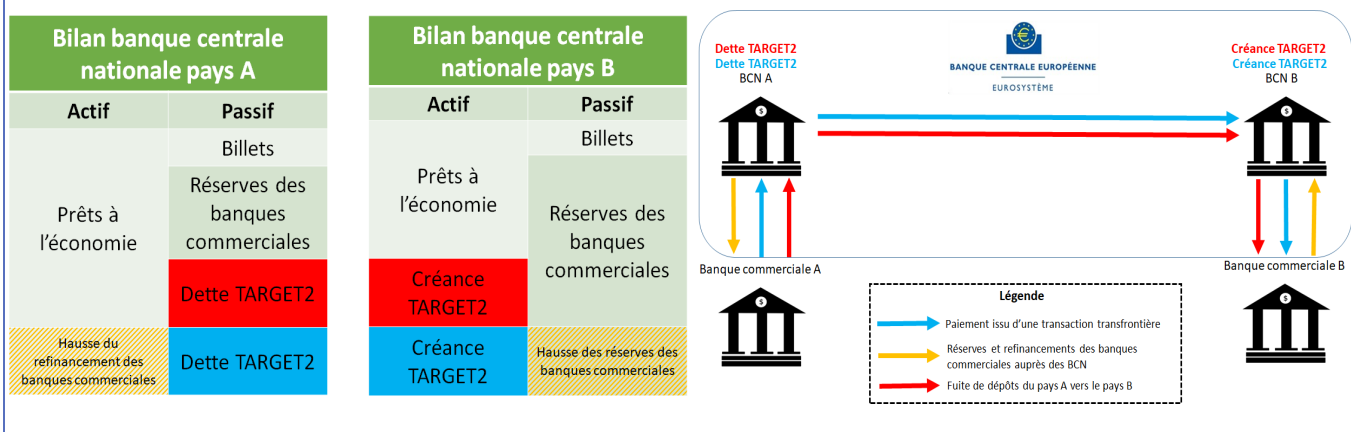 Bilan banque centrale
nationale pays A
Actif
Passif
Prêts à
l’économie
Billets
Réserves des
banques
commerciales
Dette TARGET2
Hausse du
refinancement des
banques commerciales
Dette TARGET2
Bilan banque centrale
nationale pays B
Actif
Passif
Prêts à
l’économie
Billets
Réserves des
banques
commerciales
Créance
TARGET2
Créance
TARGET2
Hausse des réserves des
banques commerciales
Dette TARGET2
Dette TARGET2
BCN A
BANQUE CENTRALE EUROPÉENNE
EUROSYSTÈME
Créance TARGET2
Créance TARGET2
BCN B
Banque commerciale A
Banque commerciale B
Légende
Paiement issu d’une transaction transfrontière
Réserves et refinancements des banques
commerciales auprès des BCN
Fuite de dépôts du pays A vers le pays B